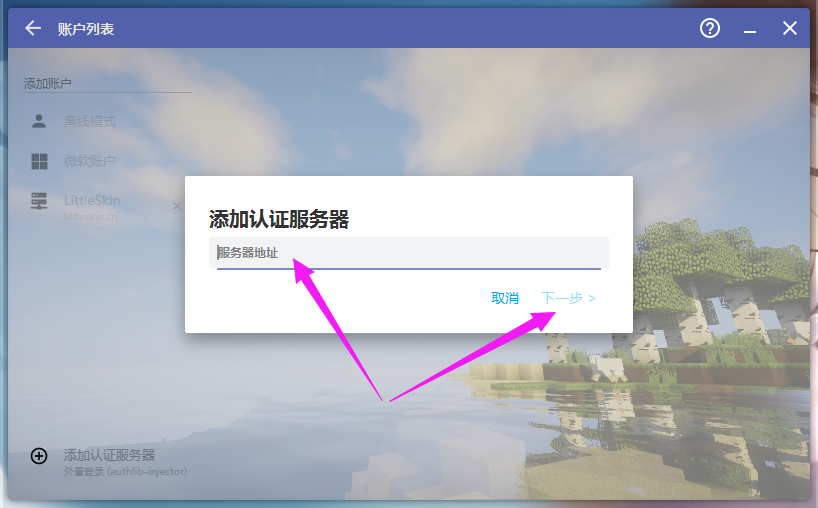 账户列表
添加账户
离线模式
微软账户
LittleSkin
littleskin.cn
添加认证服务器
服务器地址
取消
下一步 >
添加认证服务器
外置登录 (authlib-injector)